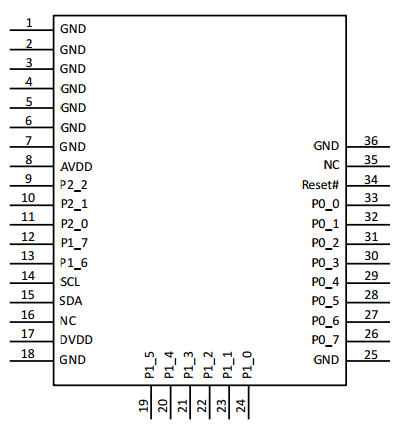 1 GND
2 GND
3 GND
4 GND
5 GND
6 GND
7 GND
8 AVDD
9 P2_2
10 P2_1
11 P2_0
12 P1_7
13 P1_6
14 SCL
15 SDA
16 NC
17 DVDD
18 GND
19 P1_5
20 P1_4
21 P1_3
22 P1_2
23 P1_1
24 P1_0
GND 36
NC 35
Reset# 34
P0_0 33
P0_1 32
P0_2 31
P0_3 30
P0_4 29
P0_5 28
P0_6 27
P0_7 26
GND 25